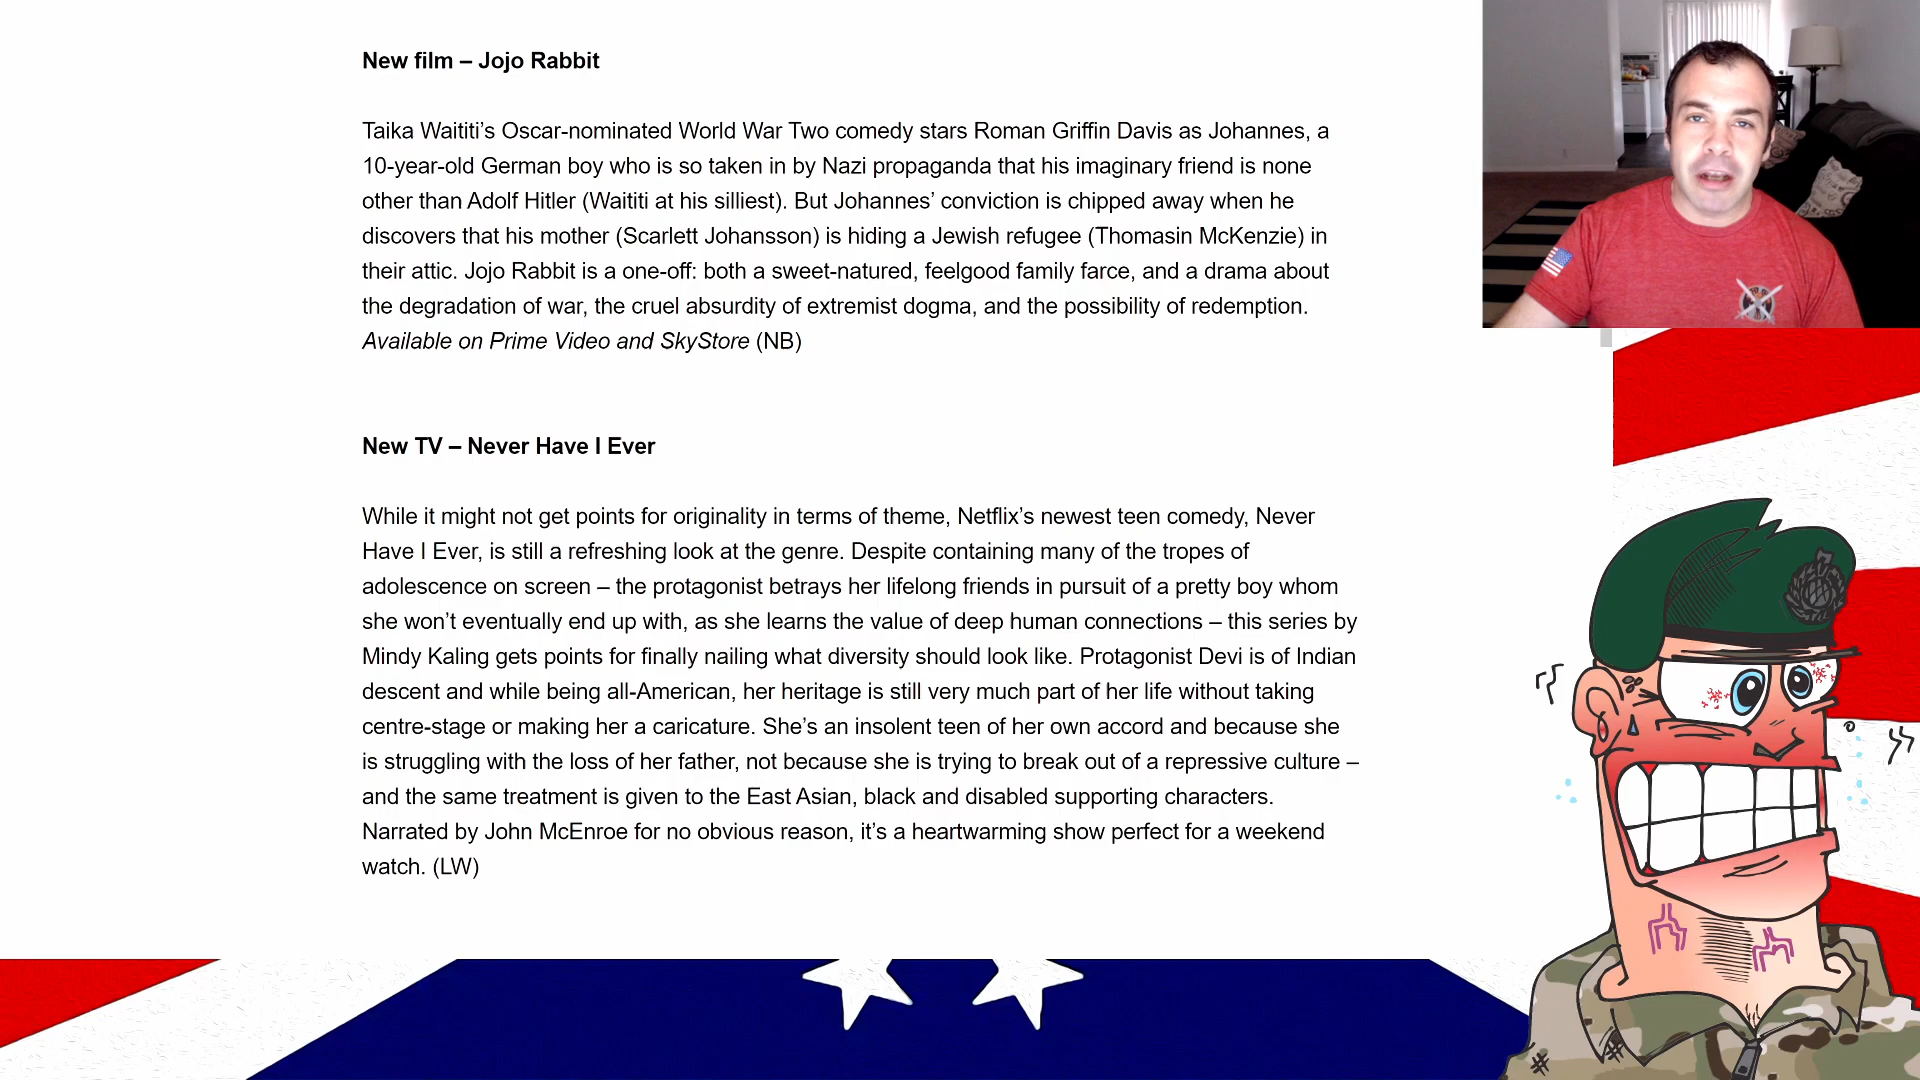 New film – Jojo Rabbit
Taika Waititi’s Oscar-nominated World War Two comedy stars Roman Griffin Davis as Johannes, a
10-year-old German boy who is so taken in by Nazi propaganda that his imaginary friend is none
other than Adolf Hitler (Waititi at his silliest). But Johannes’ conviction is chipped away when he
discovers that his mother (Scarlett Johansson) is hiding a Jewish refugee (Thomasin McKenzie) in
their attic. Jojo Rabbit is a one-off: both a sweet-natured, feelgood family farce, and a drama about
the degradation of war, the cruel absurdity of extremist dogma, and the possibility of redemption.
Available on Prime Video and SkyStore (NB)
New TV – Never Have I Ever
While it might not get points for originality in terms of theme, Netflix’s newest teen comedy, Never
Have I Ever, is still a refreshing look at the genre. Despite containing many of the tropes of
adolescence on screen – the protagonist betrays her lifelong friends in pursuit of a pretty boy whom
she won’t eventually end up with, as she learns the value of deep human connections – this series by
Mindy Kaling gets points for finally nailing what diversity should look like. Protagonist Devi is of Indian
descent and while being all-American, her heritage is still very much part of her life without taking
centre-stage or making her a caricature. She’s an insolent teen of her own accord and because she
is struggling with the loss of her father, not because she is trying to break out of a repressive culture –
and the same treatment is given to the East Asian, black and disabled supporting characters.
Narrated by John McEnroe for no obvious reason, it’s a heartwarming show perfect for a weekend
watch. (LW)